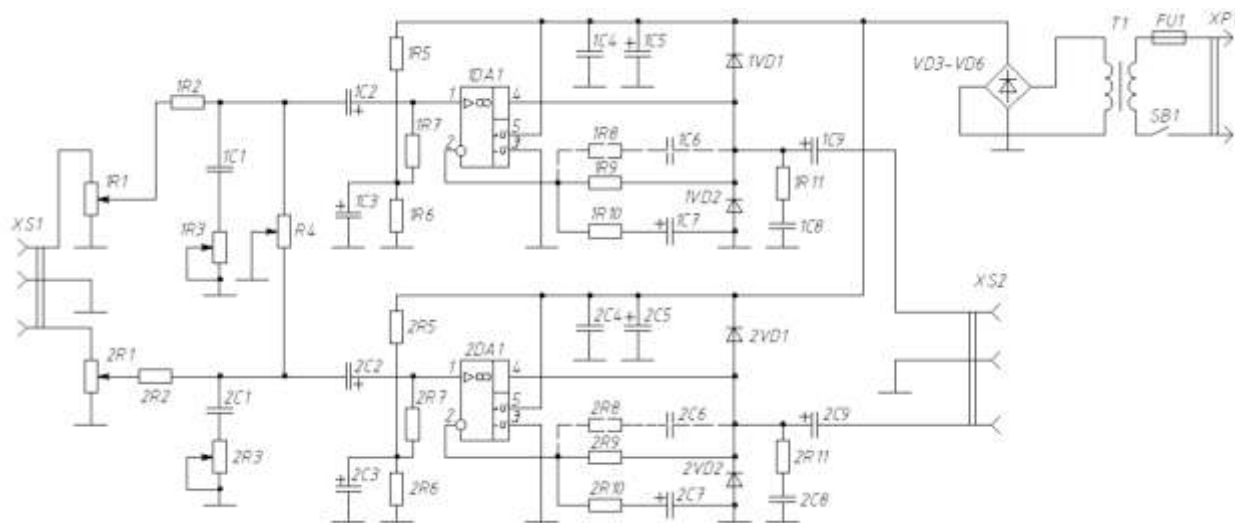 T1 FU1 XP1
1R5 1C4 1C5 1VD1 VD3-VD6
1R2 1C2 1DA1
1 4
1R7 5 SB1
2 3 1R8 1C6 1C9
1C1 1R9
1R1 1VD2 1R11
XS1 1C3 1R6 1R10 1C7
1R3 R4 1C8
XS2
2R5 2C4 2C5 2VD1
2R1 2C2 2DA1
1 4
2R2 2C1 2R7 5
2 3 2R8 2C6 2C9
2R3 2R9
2VD2 2R11
2C3 2R6 2R10 2C7
2C8